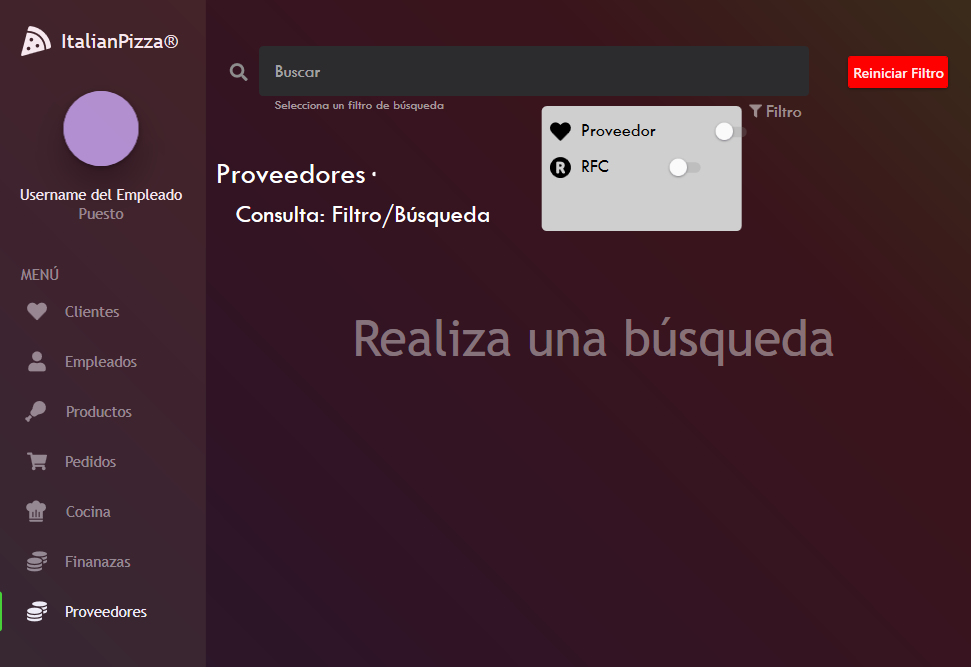 ItalianPizza®
Username del Empleado
Puesto
MENÚ
Clientes
Empleados
Productos
Pedidos
Cocina
Finanazas
Proveedores
Buscar
Reiniciar Filtro
Selecciona un filtro de búsqueda
Filtro
Proveedor
RFC
Proveedores ·
Consulta: Filtro/Búsqueda
Realiza una búsqueda